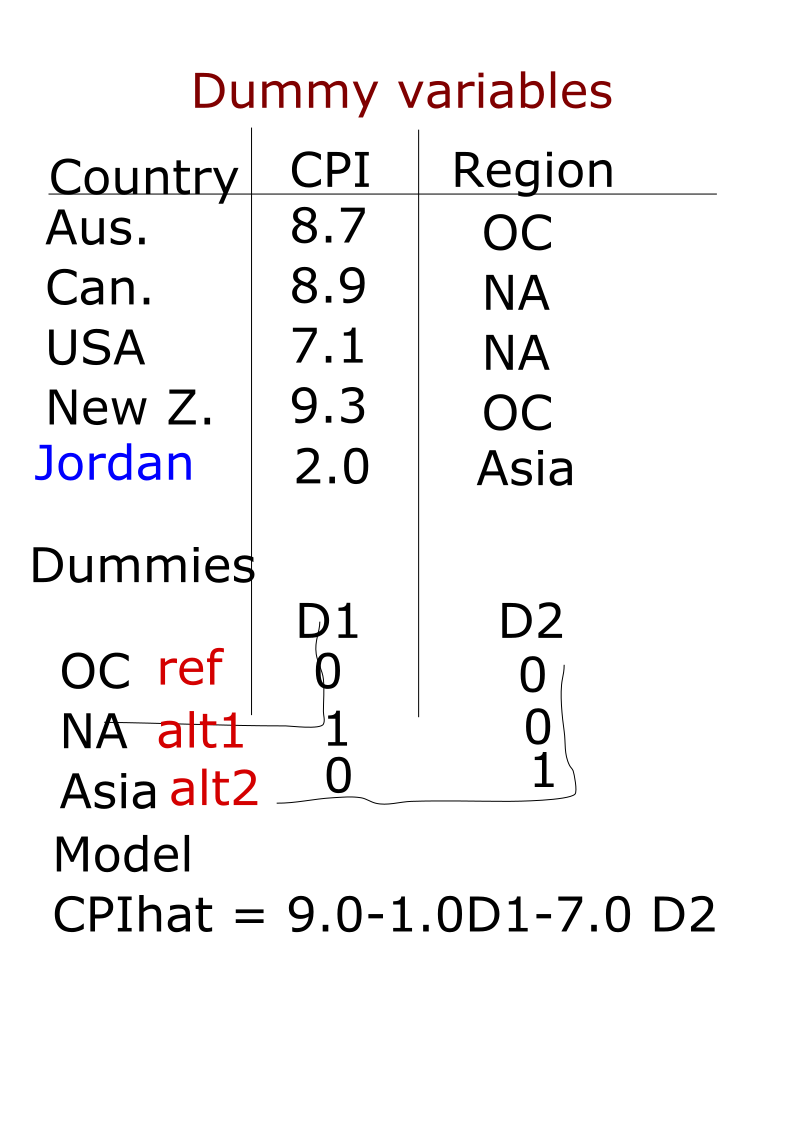 Dummy variables
Country CPI Region
Aus. 8.7 OC
Can. 8.9 NA
USA 7.1 NA
New Z. 9.3 OC
Jordan 2.0 Asia
Dummies
D1 D2
OC ref 0 0
NA alt1 1 0
Asia alt2 0 1
Model
CPIhat = 9.0-1.0D1-7.0 D2